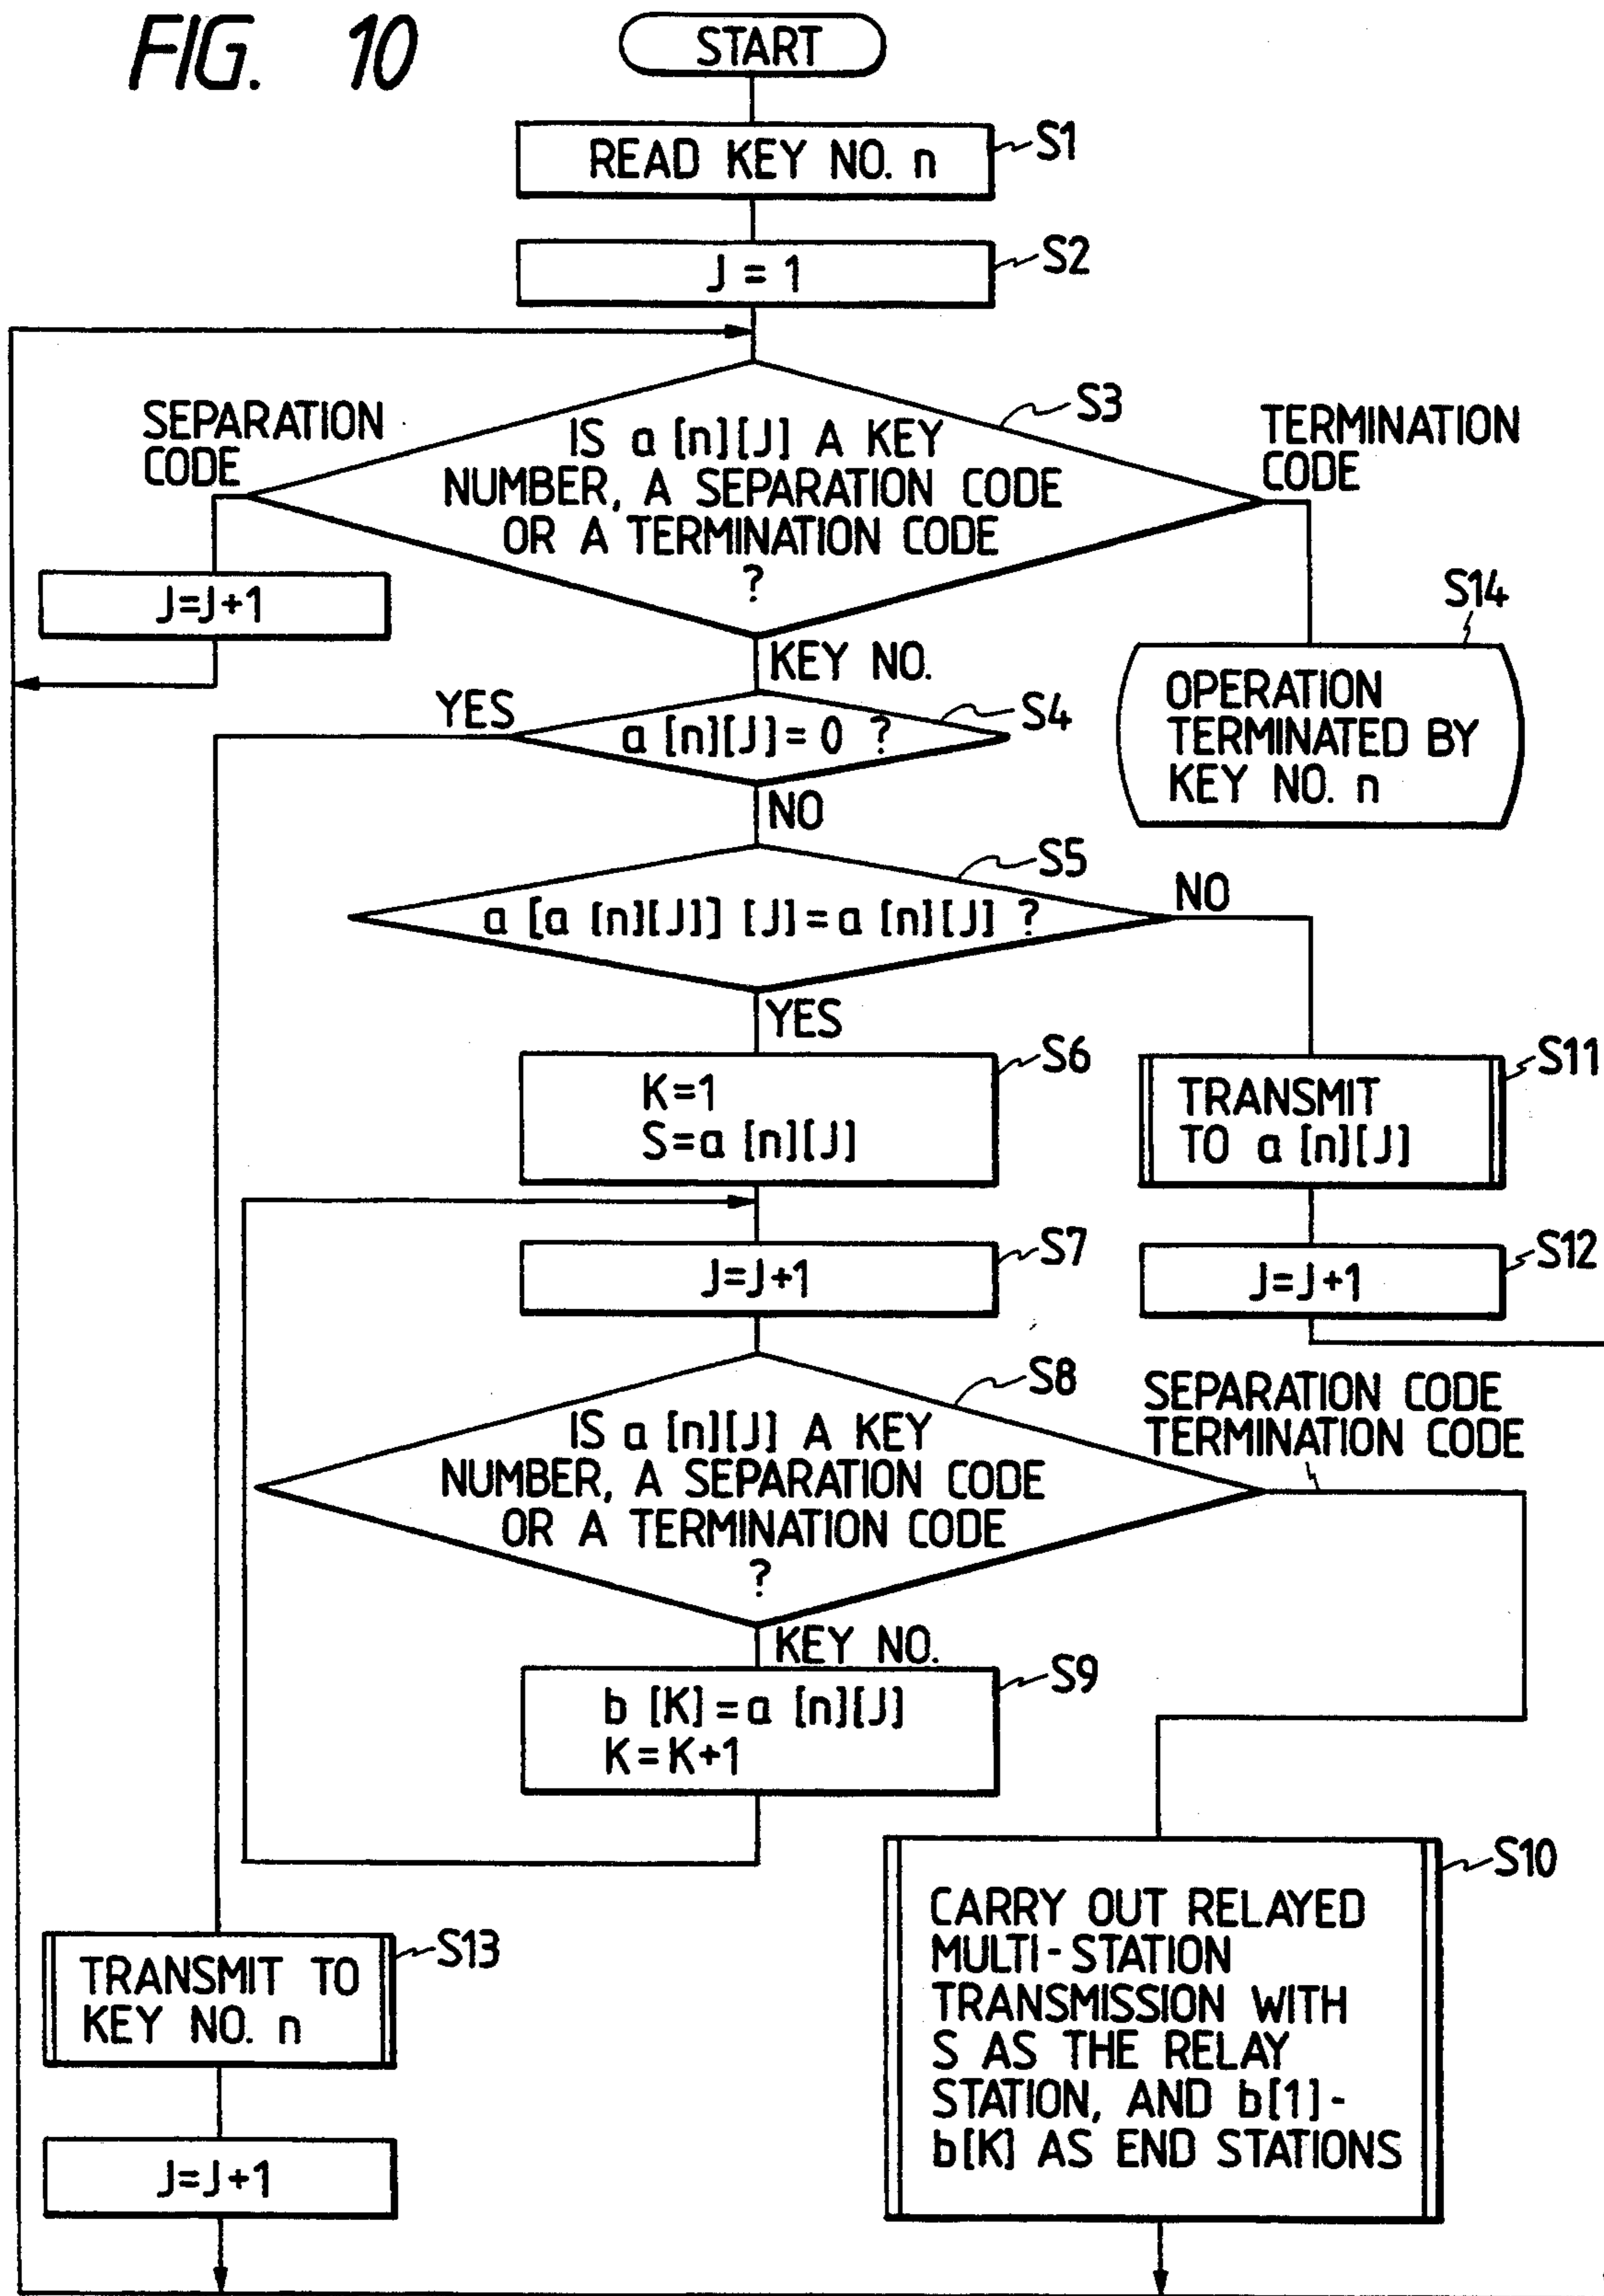 FIG. 10
START
READ KEY NO. n
S1
J = 1
S2
S3
SEPARATION
CODE
IS a [n][J] A KEY
NUMBER, A SEPARATION CODE
OR A TERMINATION CODE
?
TERMINATION
CODE
J=J+1
KEY NO.
S14
OPERATION
TERMINATED BY
KEY NO. n
YES
a [n][J] = 0 ?
S4
NO
S5
a [a [n][J]] [J] = a [n][J] ?
NO
YES
K=1
S=a [n][J]
S6
TRANSMIT
TO a [n][J]
S11
J=J+1
S7
J=J+1
S12
S8
IS a [n][J] A KEY
NUMBER, A SEPARATION CODE
OR A TERMINATION CODE
?
SEPARATION CODE
TERMINATION CODE
KEY NO.
b [K] = a [n][J]
K=K+1
S9
CARRY OUT RELAYED
MULTI-STATION
TRANSMISSION WITH
S AS THE RELAY
STATION, AND b[1]-
b[K] AS END STATIONS
S10
TRANSMIT TO
KEY NO. n
S13
J=J+1